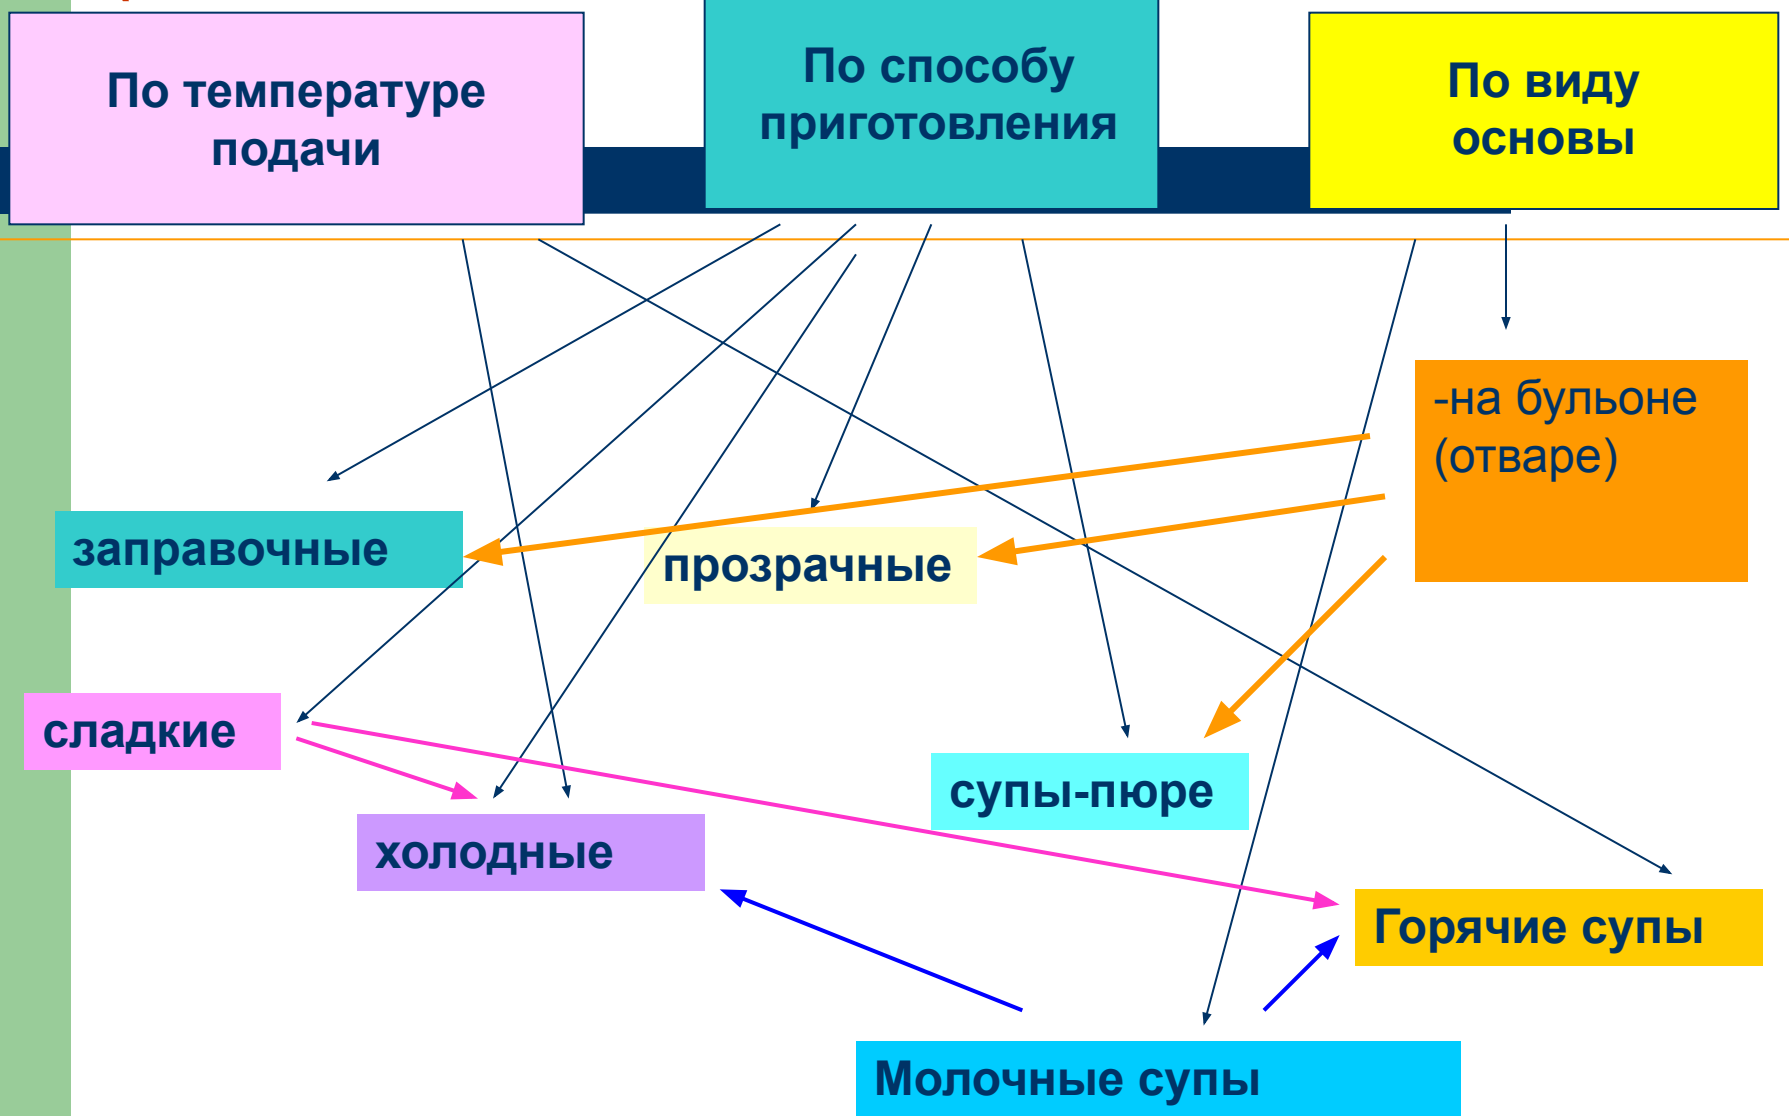 По температуре
подачи
По способу
приготовления
По виду
основы
-на бульоне
(отваре)
заправочные
прозрачные
сладкие
супы-пюре
холодные
Горячие супы
Молочные супы